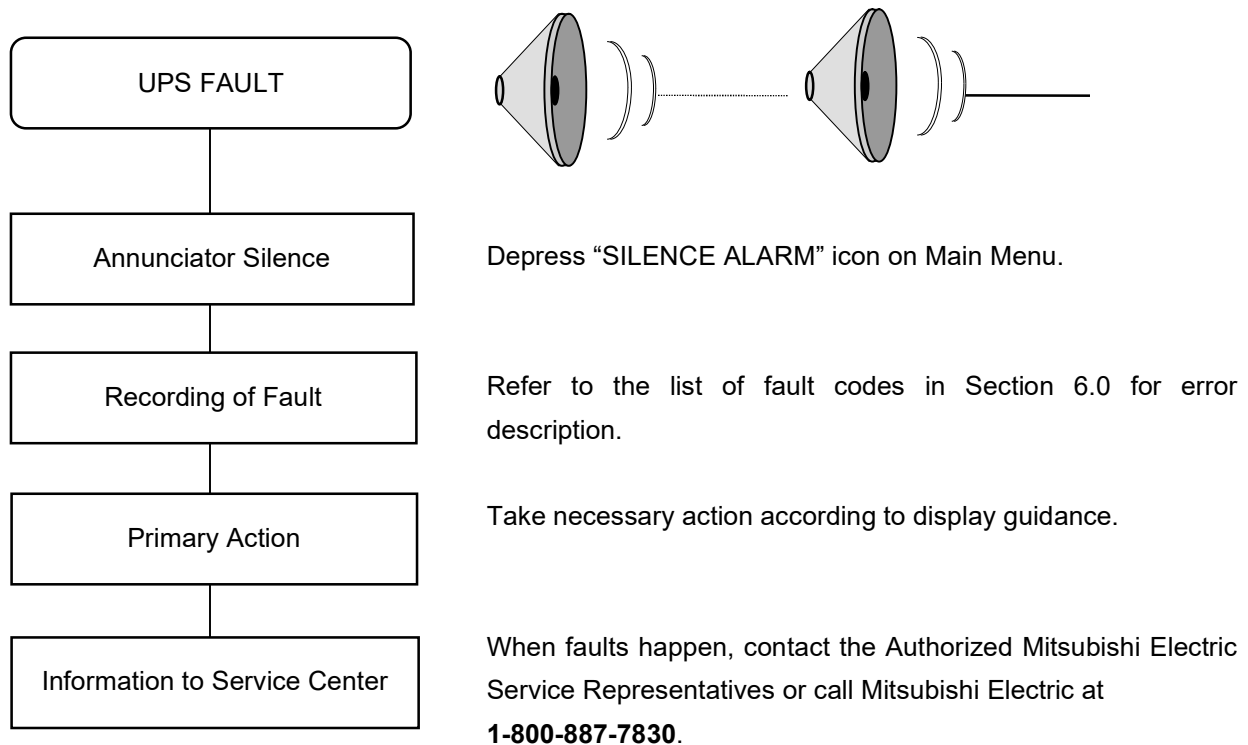 UPS FAULT
Annunciator Silence
Depress “SILENCE ALARM” icon on Main Menu.
Recording of Fault
Refer to the list of fault codes in Section 6.0 for error
description.
Primary Action
Take necessary action according to display guidance.
Information to Service Center
When faults happen, contact the Authorized Mitsubishi Electric
Service Representatives or call Mitsubishi Electric at
1-800-887-7830.